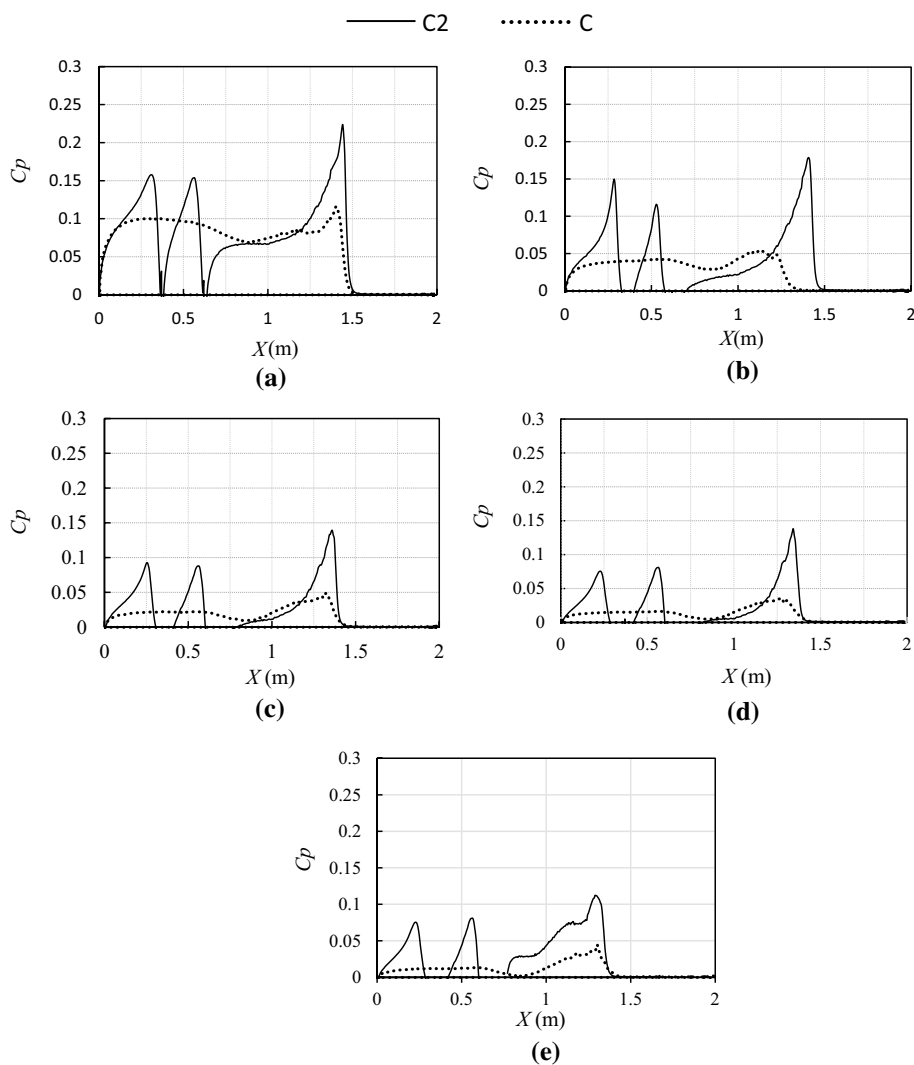 C2 C
0.3 0.3
0.25 0.25
0.2 0.2
Cp 0.15 Cp 0.15
0.1 0.1
0.05 0.05
0 0
0 0.5 1 1.5 2 0 0.5 1 1.5 2
X(m) X(m)
(a) (b)
0.3 0.3
0.25 0.25
0.2 0.2
Cp 0.15 Cp 0.15
0.1 0.1
0.05 0.05
0 0
0 0.5 1 1.5 2 0 0.5 1 1.5 2
X (m) X (m)
(c) (d)
0.3
0.25
0.2
Cp 0.15
0.1
0.05
0
0 0.5 1 1.5 2
X (m)
(e)